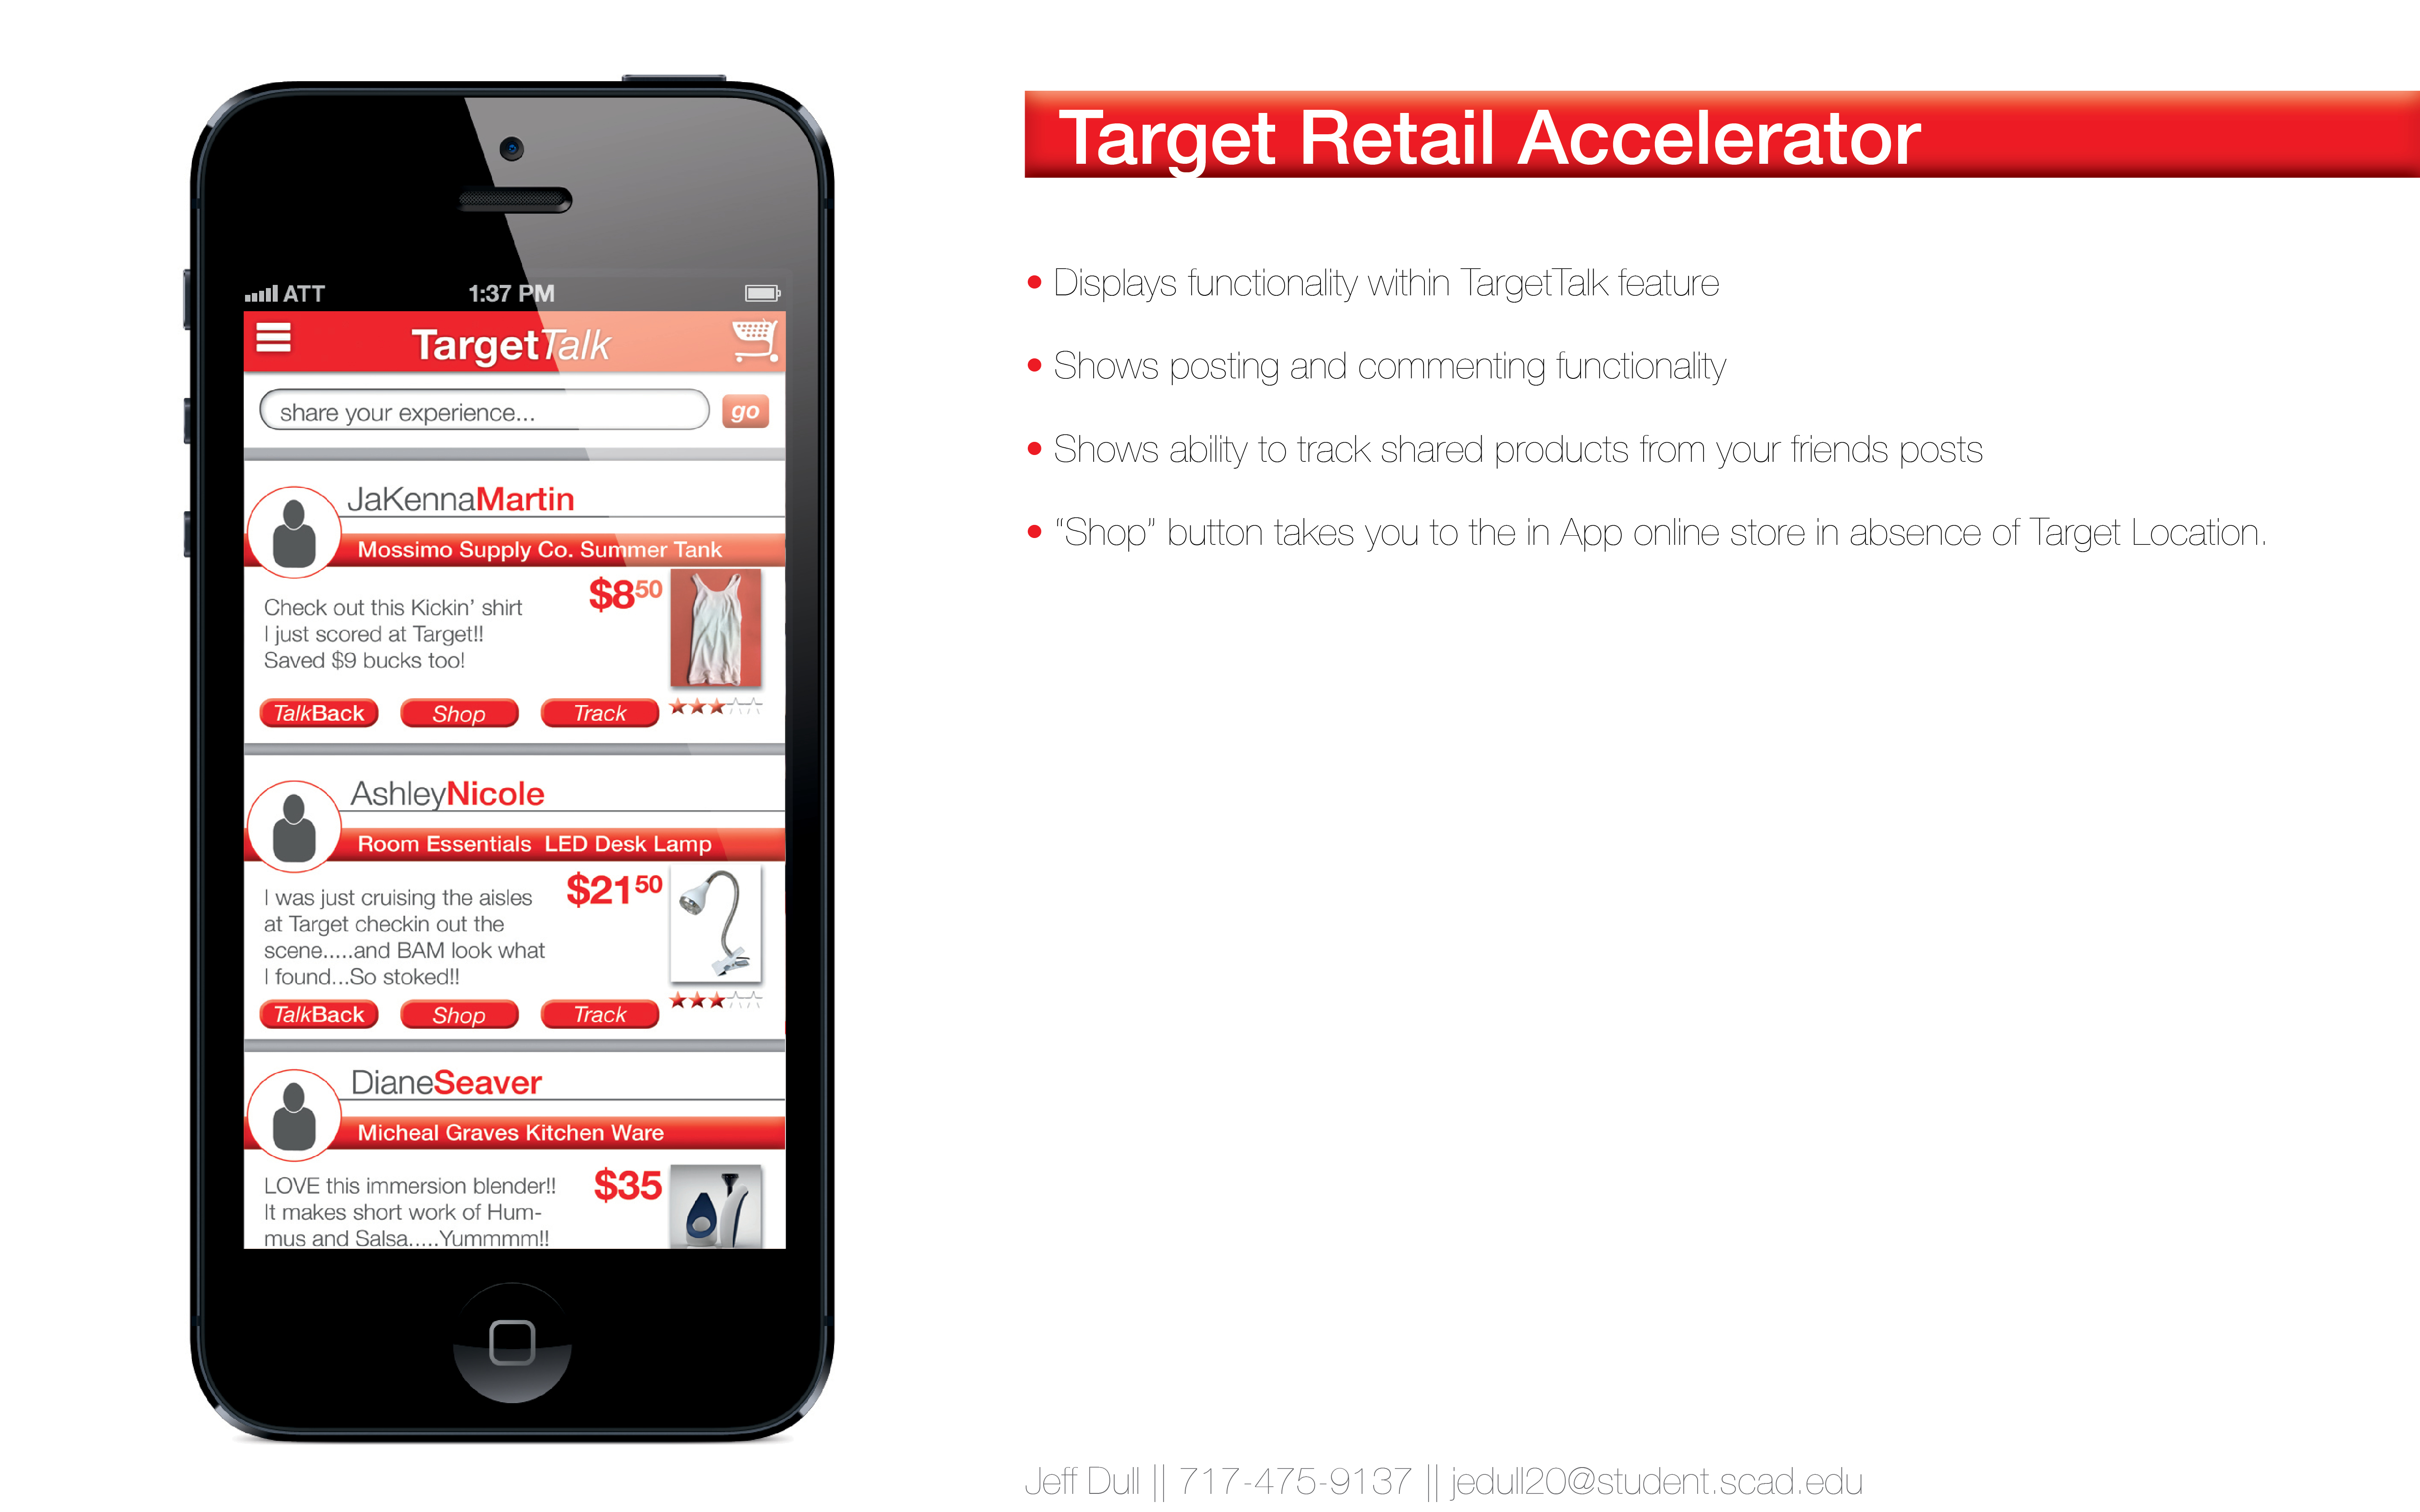 ATT 1:37 PM
TargetTalk
share your experience... go
JaKennaMartin
Mossimo Supply Co. Summer Tank
$850
Check out this Kickin' shirt
I just scored at Target!!
Saved $9 bucks too!
TalkBack Shop Track
AshleyNicole
Room Essentials LED Desk Lamp
$2150
I was just cruising the aisles
at Target checkin out the
scene.....and BAM look what
I found...So stoked!!
TalkBack Shop Track
DianeSeaver
Micheal Graves Kitchen Ware
$35
LOVE this immersion blender!!
It makes short work of Hum-
mus and Salsa.....Yummmm!!
Target Retail Accelerator
• Displays functionality within TargetTalk feature
• Shows posting and commenting functionality
• Shows ability to track shared products from your friends posts
• “Shop” button takes you to the in App online store in absence of Target Location.
Jeff Dull || 717-475-9137 || jedull20@student.scad.edu